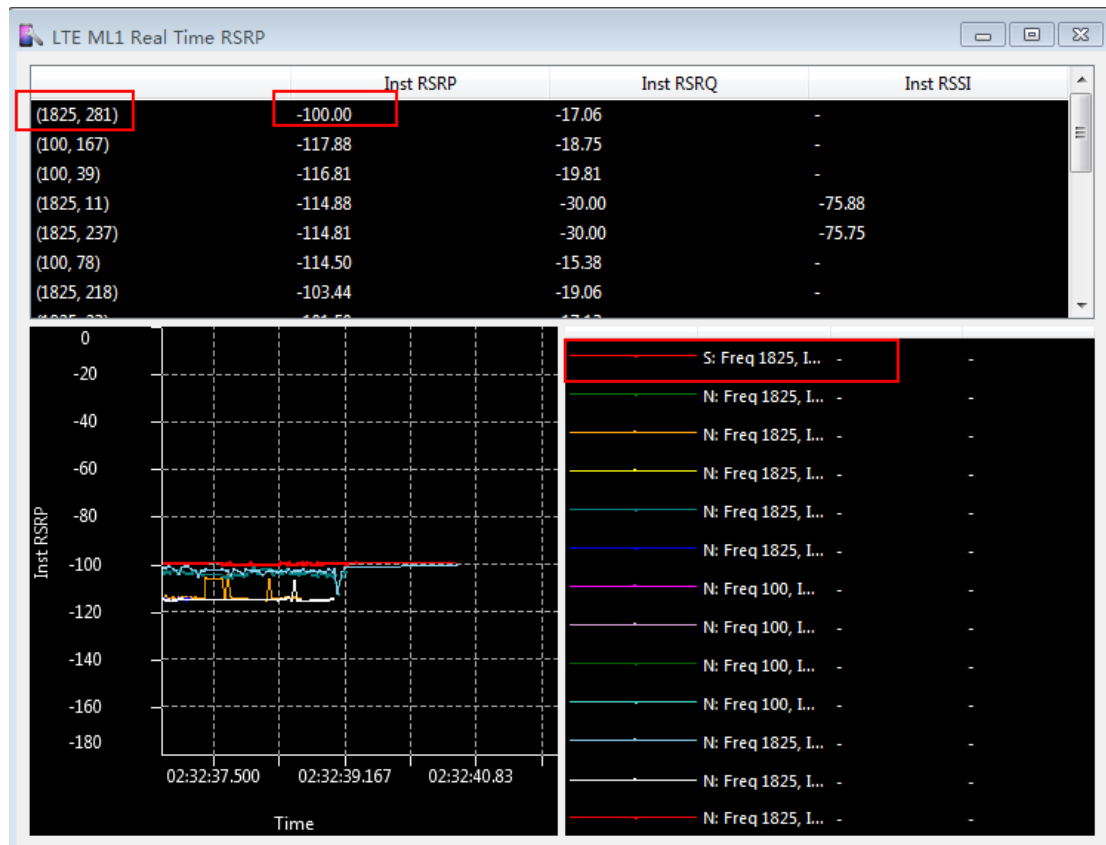 LTE ML1 Real Time RSRP
Inst RSRP Inst RSRQ Inst RSSI
(1825, 281) -100.00 -17.06 -
(100, 167) -117.88 -18.75 -
(100, 39) -116.81 -19.81 -
(1825, 11) -114.88 -30.00 -75.88
(1825, 237) -114.81 -30.00 -75.75
(100, 78) -114.50 -15.38 -
(1825, 218) -103.44 -19.06 -
0
-20
-40
-60
-80
-100
-120
-140
-160
-180
Inst RSRP
02:32:37.500 02:32:39.167 02:32:40.83
Time
S: Freq 1825, I... - -
N: Freq 1825, I... - -
N: Freq 1825, I... - -
N: Freq 1825, I... - -
N: Freq 1825, I... - -
N: Freq 1825, I... - -
N: Freq 100, I... - -
N: Freq 100, I... - -
N: Freq 100, I... - -
N: Freq 100, I... - -
N: Freq 1825, I... - -
N: Freq 1825, I... - -
N: Freq 1825, I... - -